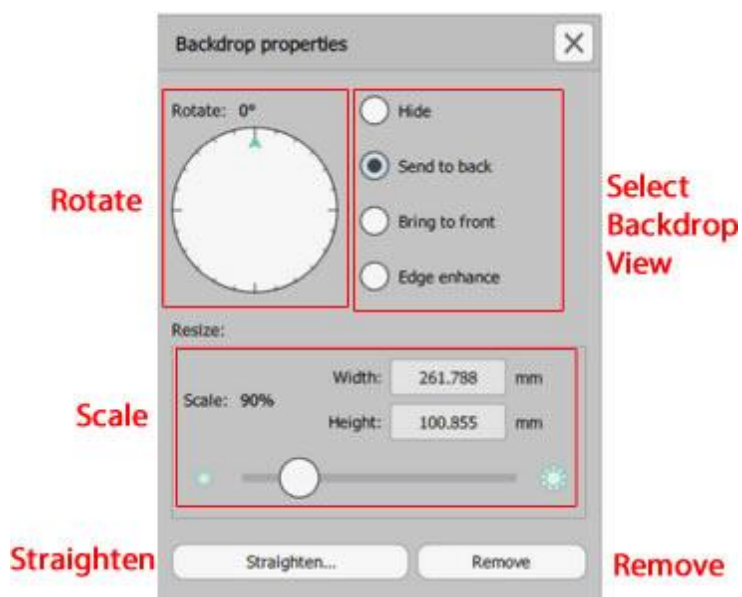 Backdrop properties
Rotate: 0°
Hide
Send to back
Bring to front
Edge enhance
Rotate
Select
Backdrop
View
Resize:
Scale: 90%
Width: 261.788 mm
Height: 100.855 mm
Scale
Straighten
Straighten...
Remove
Remove